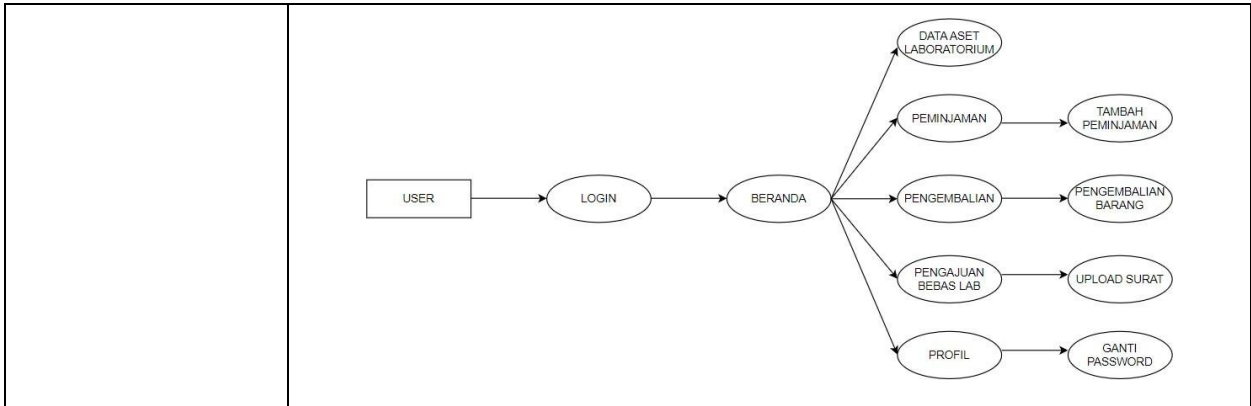 DATA ASET
LABORATORIUM
PEMINJAMAN
TAMBAH
PEMINJAMAN
USER
LOGIN
BERANDA
PENGEMBALIAN
PENGEMBALIAN
BARANG
PENGAJUAN
BEBAS LAB
UPLOAD SURAT
PROFIL
GANTI
PASSWORD